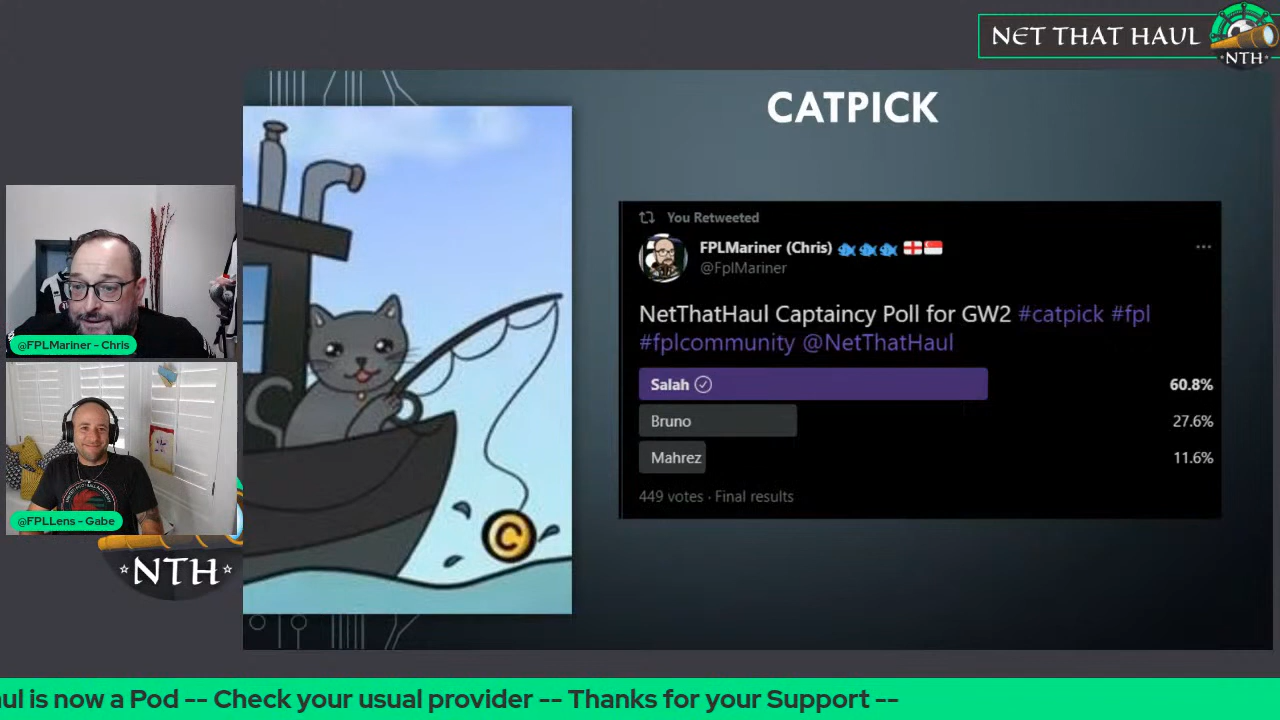 NET THAT HAUL
NTH
CATPICK
You Retweeted
FPLMariner (Chris)
@FplMariner
NetThatHaul Captaincy Poll for GW2 #catpick #fpl
#fplcommunity @NetThatHaul
Salah 60.8%
Bruno 27.6%
Mahrez 11.6%
449 votes · Final results
C
@FPLMariner - Chris
@FPLLens - Gabe
NTH
ul is now a Pod -- Check your usual provider -- Thanks for your Support --